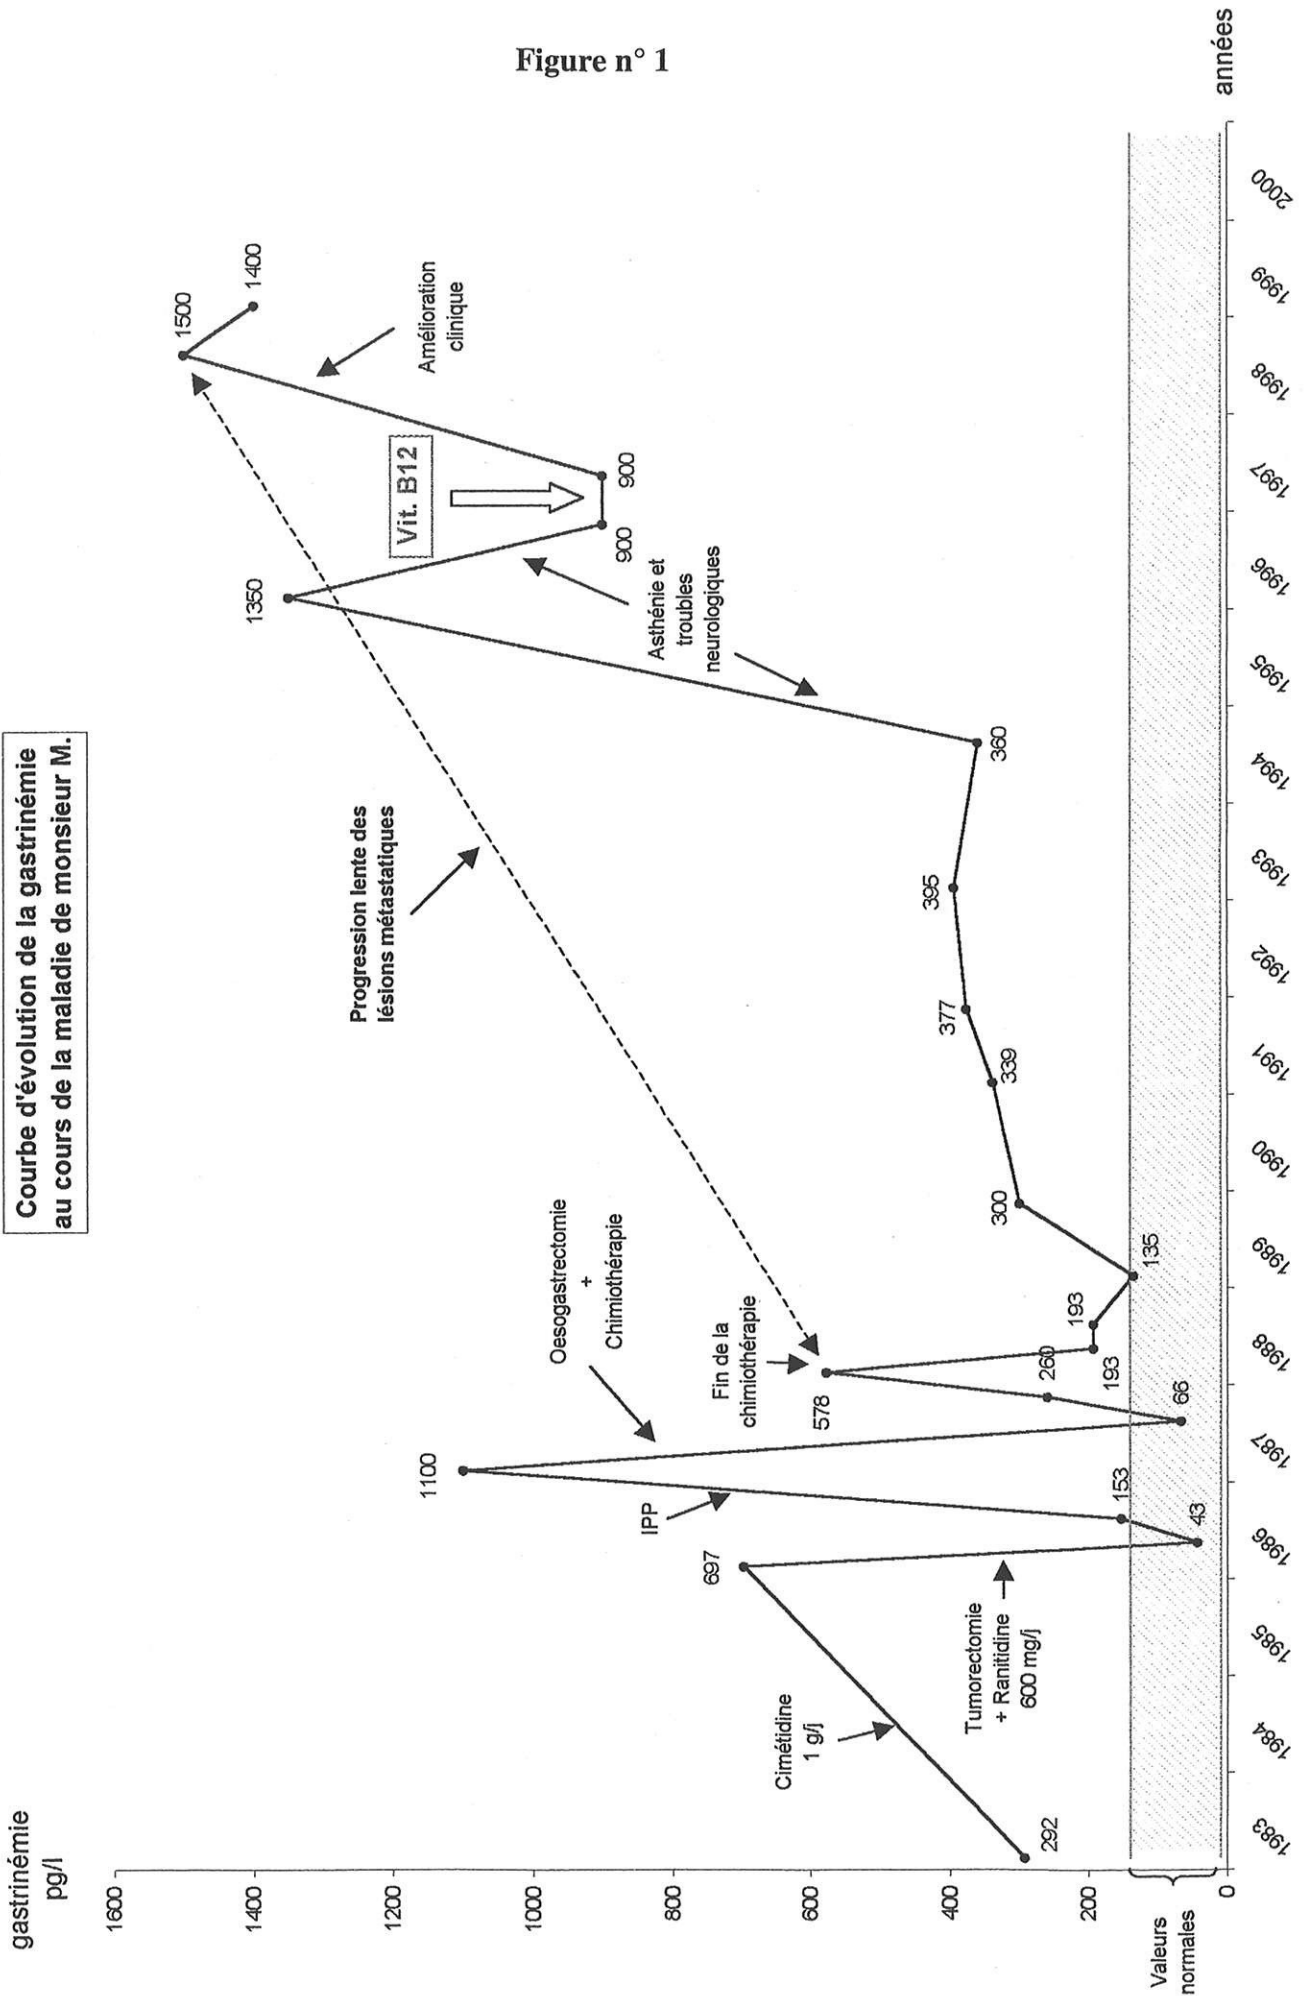 Figure n° 1
Courbe d'évolution de la gastrinémie
au cours de la maladie de monsieur M.
gastrinémie
pg/l
1600
1400
1200
1000
800
600
400
200
0
Valeurs
normales
292
Cimétidine
1 g/j
697
Tumorectomie
+ Ranitidine
600 mg/j
43
153
IPP
1100
Oesogastrectomie
+
Chimiothérapie
66
260
578
Fin de la
chimiothérapie
193
193
135
300
339
377
395
360
Progression lente des
lésions métastatiques
Asthénie et
troubles
neurologiques
1350
900
Vit. B12
900
Amélioration
clinique
1500
1400
1983
1984
1985
1986
1987
1988
1989
1990
1991
1992
1993
1994
1995
1996
1997
1998
1999
2000
années